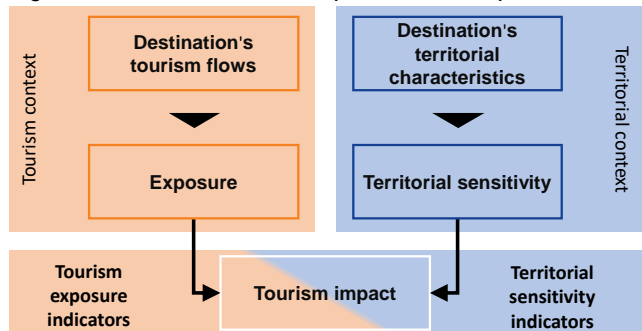 Tourism context
Destination's
tourism flows
Exposure
Destination's
territorial
characteristics
Territorial sensitivity
Territorial context
Tourism
exposure
indicators
Tourism impact
Territorial
sensitivity
indicators